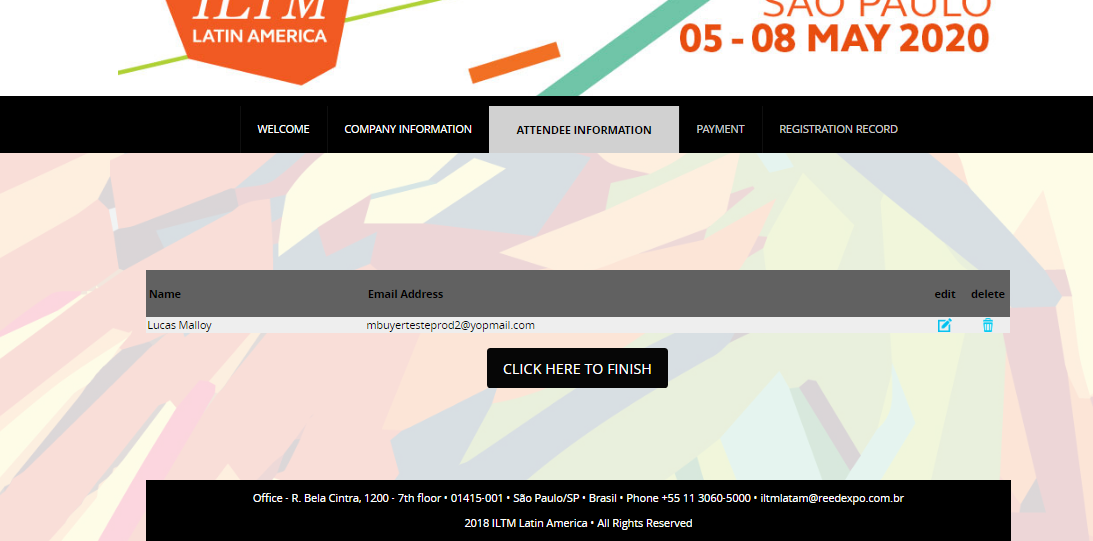 ILTM
LATIN AMERICA
SAO PAULO
05 - 08 MAY 2020
WELCOME
COMPANY INFORMATION
ATTENDEE INFORMATION
PAYMENT
REGISTRATION RECORD
Name Email Address edit delete
Lucas Malloy mbuyertesteprod2@yopmail.com
CLICK HERE TO FINISH
Office - R. Bela Cintra, 1200 - 7th floor • 01415-001 • São Paulo/SP • Brasil • Phone +55 11 3060-5000 • iltmlatam@reedexpo.com.br
2018 ILTM Latin America • All Rights Reserved